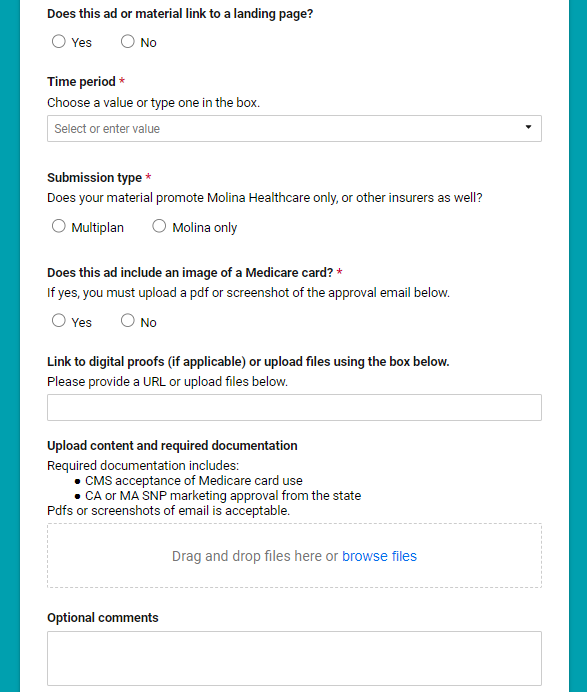 Does this ad or material link to a landing page?
Yes No
Time period *
Choose a value or type one in the box.
Select or enter value
Submission type *
Does your material promote Molina Healthcare only, or other insurers as well?
Multiplan Molina only
Does this ad include an image of a Medicare card? *
If yes, you must upload a pdf or screenshot of the approval email below.
Yes No
Link to digital proofs (if applicable) or upload files using the box below.
Please provide a URL or upload files below.
Upload content and required documentation
Required documentation includes:
• CMS acceptance of Medicare card use
• CA or MA SNP marketing approval from the state
Pdfs or screenshots of email is acceptable.
Drag and drop files here or browse files
Optional comments